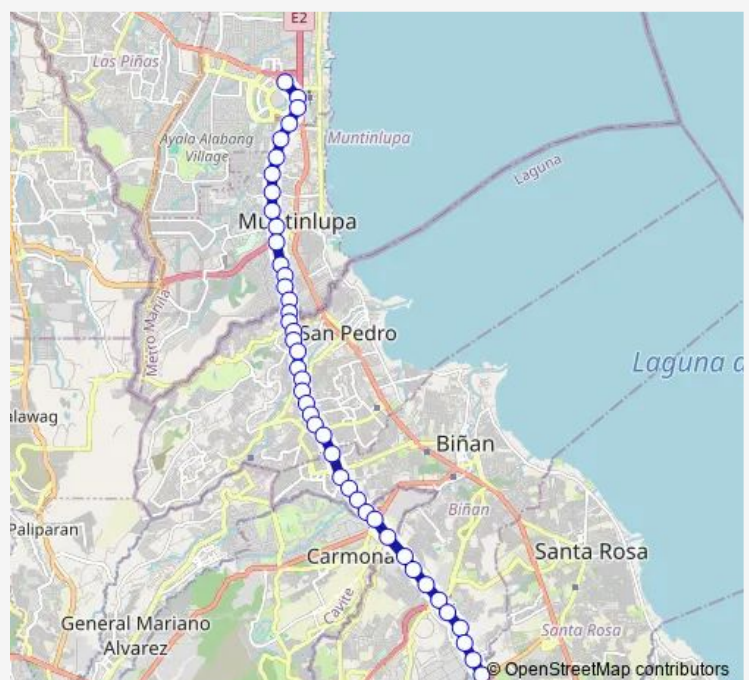 E2
Las Piñas
Ayala Alabang
Village
Muntinlupa
Laguna
Muntinlupa
Metro Manila
San Pedro
Laguna d
alawag
Biñan
Biñan
Paliparan
Carmona
Santa Rosa
Cavite
General Mariano
Alvarez
Santa Rosa
© OpenStreetMap contributors